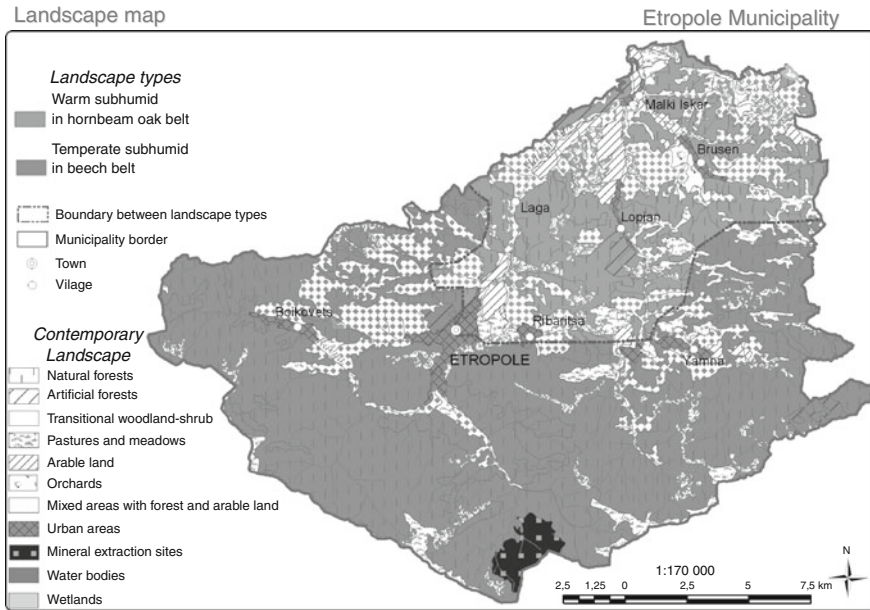 Landscape map
Etropole Municipality
Landscape types
Warm subhumid
in hornbeam oak belt
Temperate subhumid
in beech belt
Boundary between landscape types
Municipality border
Town
Vilage
Contemporary
Landscape
Natural forests
Artificial forests
Transitional woodland-shrub
Pastures and meadows
Arable land
Orchards
Mixed areas with forest and arable land
Urban areas
Mineral extraction sites
Water bodies
Wetlands
Malki Iskar
Brusen
Laga
Lopian
Boikovets
Ribaritsa
ETROPOLE
Yamna
1:170 000
N
2,5 1,25 0 2,5 5 7,5 km